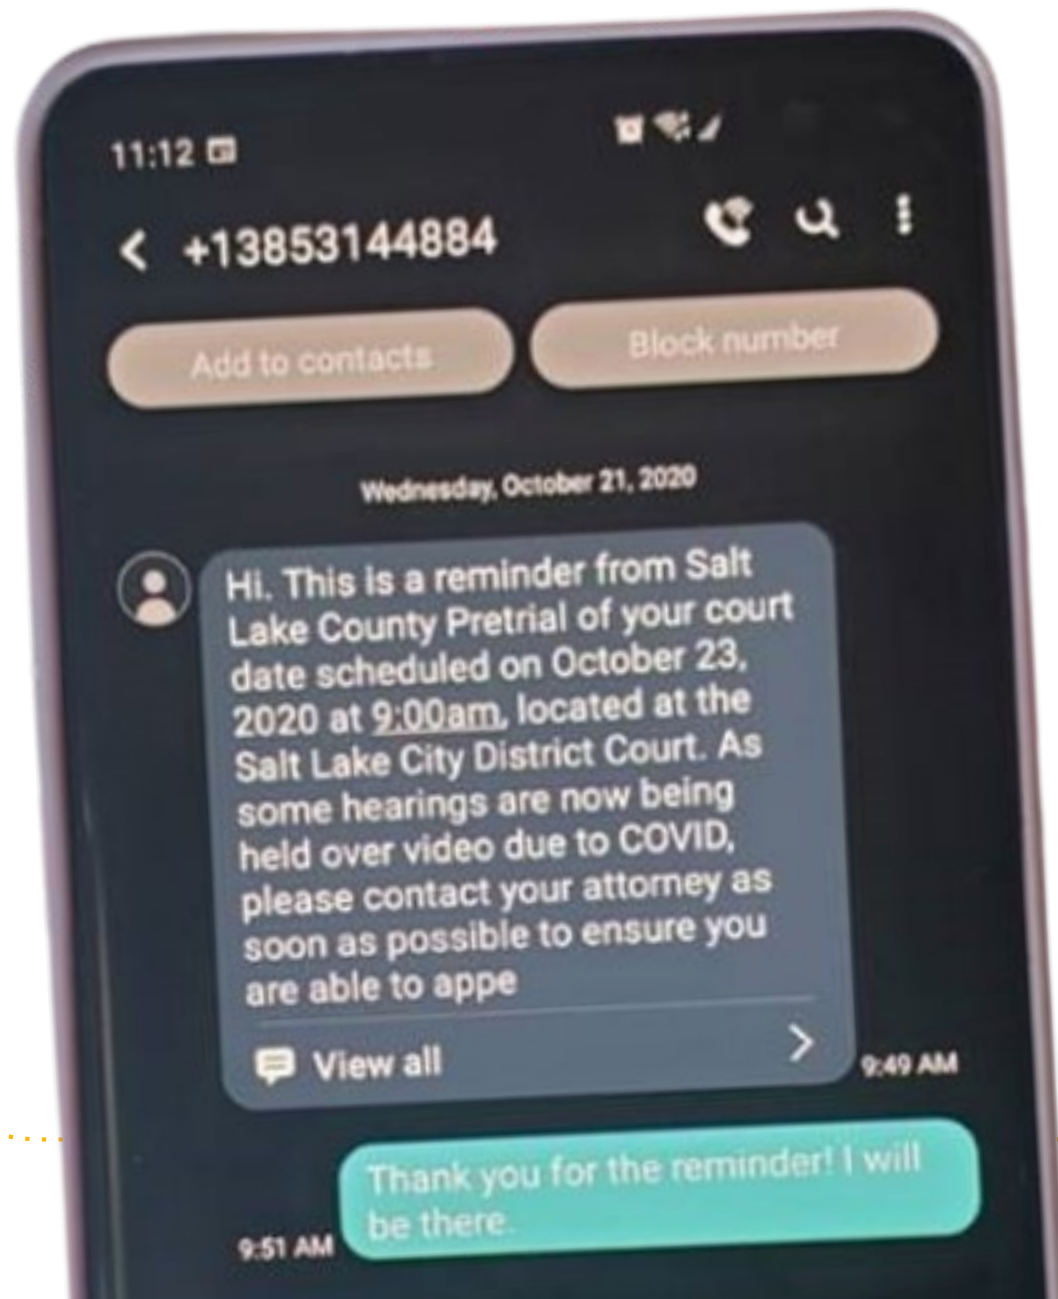 11:12
+13853144884
Add to contacts
Block number
Wednesday, October 21, 2020
Hi. This is a reminder from Salt
Lake County Pretrial of your court
date scheduled on October 23,
2020 at 9:00am, located at the
Salt Lake City District Court. As
some hearings are now being
held over video due to COVID,
please contact your attorney as
soon as possible to ensure you
are able to appe
View all
9:49 AM
Thank you for the reminder! I will
be there.
9:51 AM